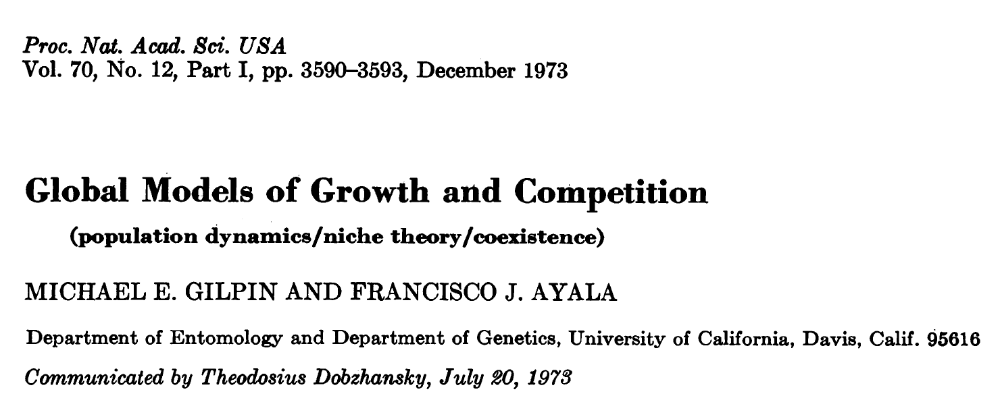 Proc. Nat. Acad. Sci. USA
Vol. 70, No. 12, Part I, pp. 3590–3593, December 1973
Global Models of Growth and Competition
(population dynamics/niche theory/coexistence)
MICHAEL E. GILPIN AND FRANCISCO J. AYALA
Department of Entomology and Department of Genetics, University of California, Davis, Calif. 95616
Communicated by Theodosius Dobzhansky, July 20, 1973